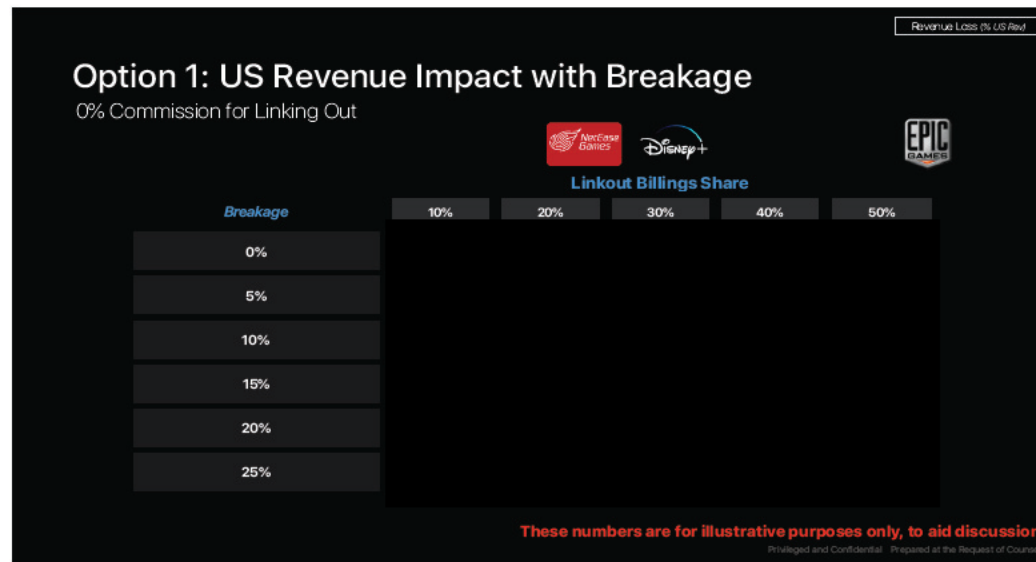 Revenue Loss (% US Rev)
Option 1: US Revenue Impact with Breakage
0% Commission for Linking Out
NetEase
Games
Disney+
EPIC
GAMES
Linkout Billings Share
Breakage 10% 20% 30% 40% 50%
0%
5%
10%
15%
20%
25%
These numbers are for illustrative purposes only, to aid discussion
Privileged and Confidential Prepared at the Request of Counse